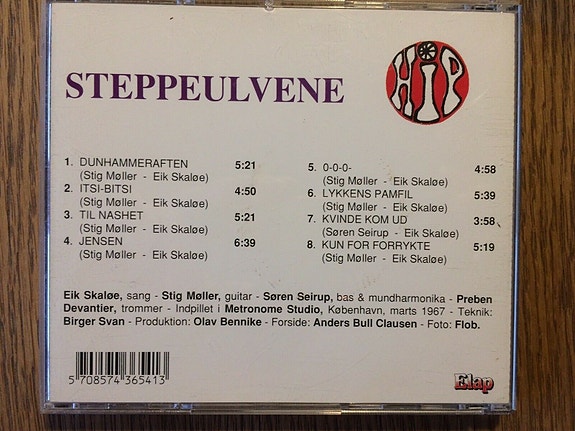 STEPPEULVENE
HIP
1. DUNHAMMERAFTEN 5:21
(Stig Møller - Eik Skaløe)
2. ITSI-BITSI 4:50
(Stig Møller - Eik Skaløe)
3. TIL NASHET 5:21
(Stig Møller - Eik Skaløe)
4. JENSEN 6:39
(Stig Møller - Eik Skaløe)
5. 0-0-0- 4:58
(Stig Møller - Eik Skaløe)
6. LYKKENS PAMFIL 5:39
(Stig Møller - Eik Skaløe)
7. KVINDE KOM UD 3:58
(Søren Seirup - Eik Skaløe)
8. KUN FOR FORRYKTE 5:19
(Stig Møller - Eik Skaløe)
Eik Skaløe, sang - Stig Møller, guitar - Søren Seirup, bas & mundharmonika - Preben
Devantier, trommer - Indpillet i Metronome Studio, København, marts 1967 - Teknik:
Birger Svan - Produktion: Olav Bennike - Forside: Anders Bull Clausen - Foto: Flob.
5 708574 365413
Elap